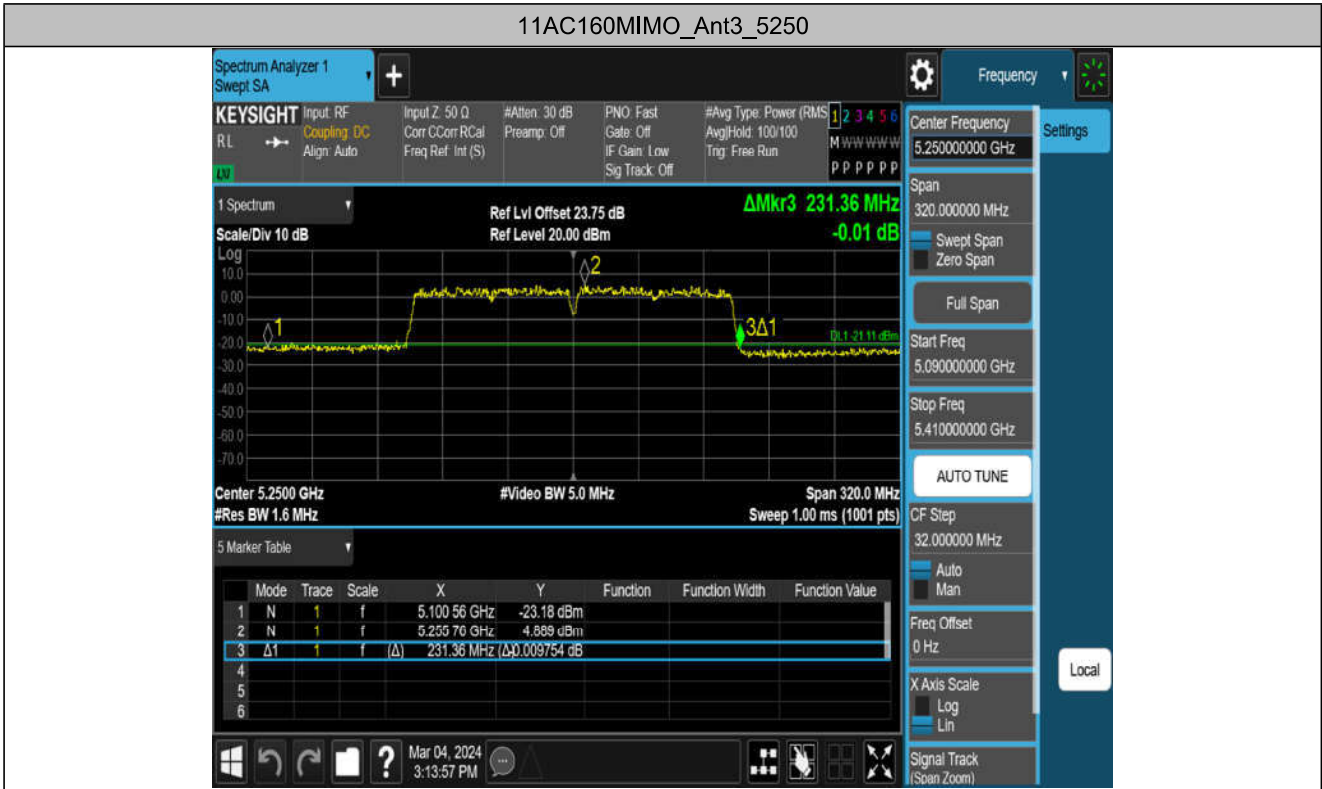 11AC160MIMO_Ant3_5250
Spectrum Analyzer 1
Swept SA
+
Frequency
KEYSIGHT
RL
LXI
Input: RF
Coupling: DC
Align: Auto
Input Z: 50 Ω
Corr CCorr RCal
Freq Ref: Int (S)
#Atten: 30 dB
Preamp: Off
PNO: Fast
Gate: Off
IF Gain: Low
Sig Track: Off
#Avg Type: Power (RMS
Avg|Hold: 100/100
Trig: Free Run
1 2 3 4 5 6
M W W W W W
P P P P P P
1 Spectrum
Scale/Div 10 dB
Ref Lvl Offset 23.75 dB
Ref Level 20.00 dBm
ΔMkr3 231.36 MHz
-0.01 dB
Log
10.0
0.00
-10.0
-20.0
-30.0
-40.0
-50.0
-60.0
-70.0
1
2
3Δ1
DL1 -21.11 dBm
Center 5.2500 GHz
#Video BW 5.0 MHz
Span 320.0 MHz
#Res BW 1.6 MHz
Sweep 1.00 ms (1001 pts)
5 Marker Table
Mode Trace Scale X Y Function Function Width Function Value
1 N 1 f 5.100 56 GHz -23.18 dBm
2 N 1 f 5.255 76 GHz 4.889 dBm
3 Δ1 1 f (Δ) 231.36 MHz (Δ) 0.009754 dB
4
5
6
Mar 04, 2024
3:13:57 PM
Center Frequency
5.250000000 GHz
Settings
Span
320.000000 MHz
Swept Span
Zero Span
Full Span
Start Freq
5.090000000 GHz
Stop Freq
5.410000000 GHz
AUTO TUNE
CF Step
32.000000 MHz
Auto
Man
Freq Offset
0 Hz
Local
X Axis Scale
Log
Lin
Signal Track
(Span Zoom)
?